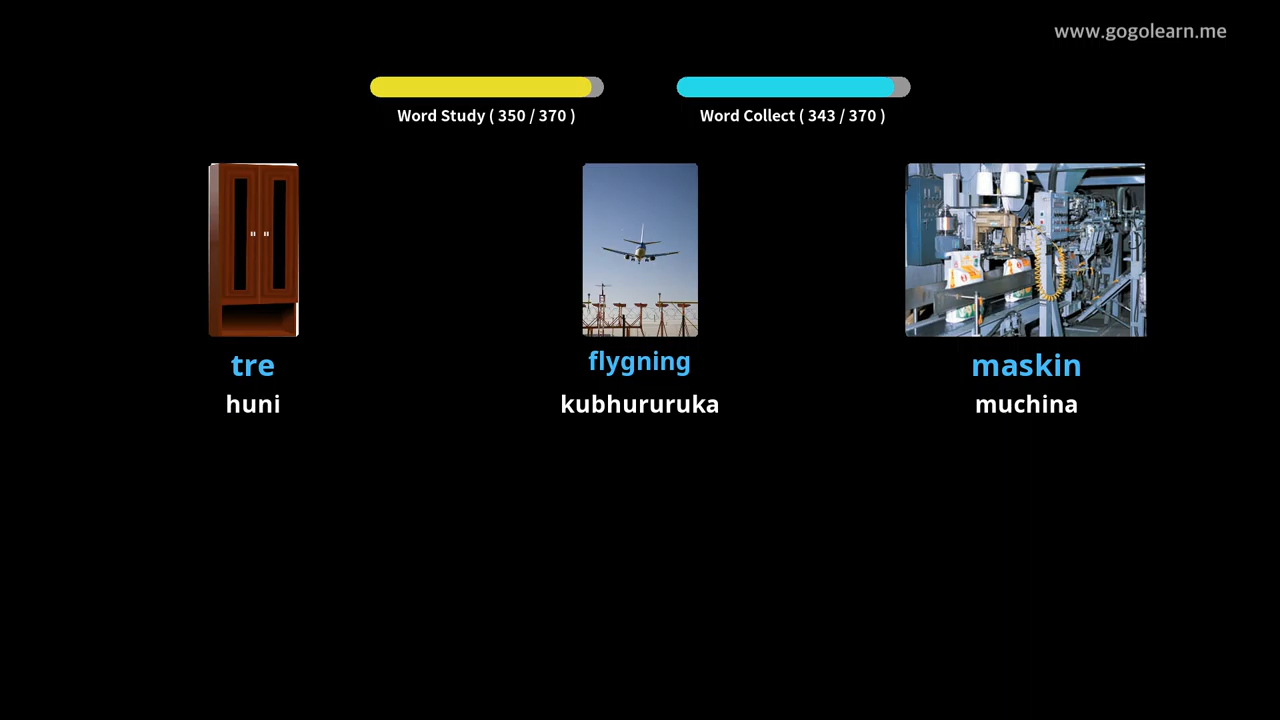 www.gogolearn.me
Word Study ( 350 / 370 )
Word Collect ( 343 / 370 )
tre
huni
flygning
kubhururuka
maskin
muchina